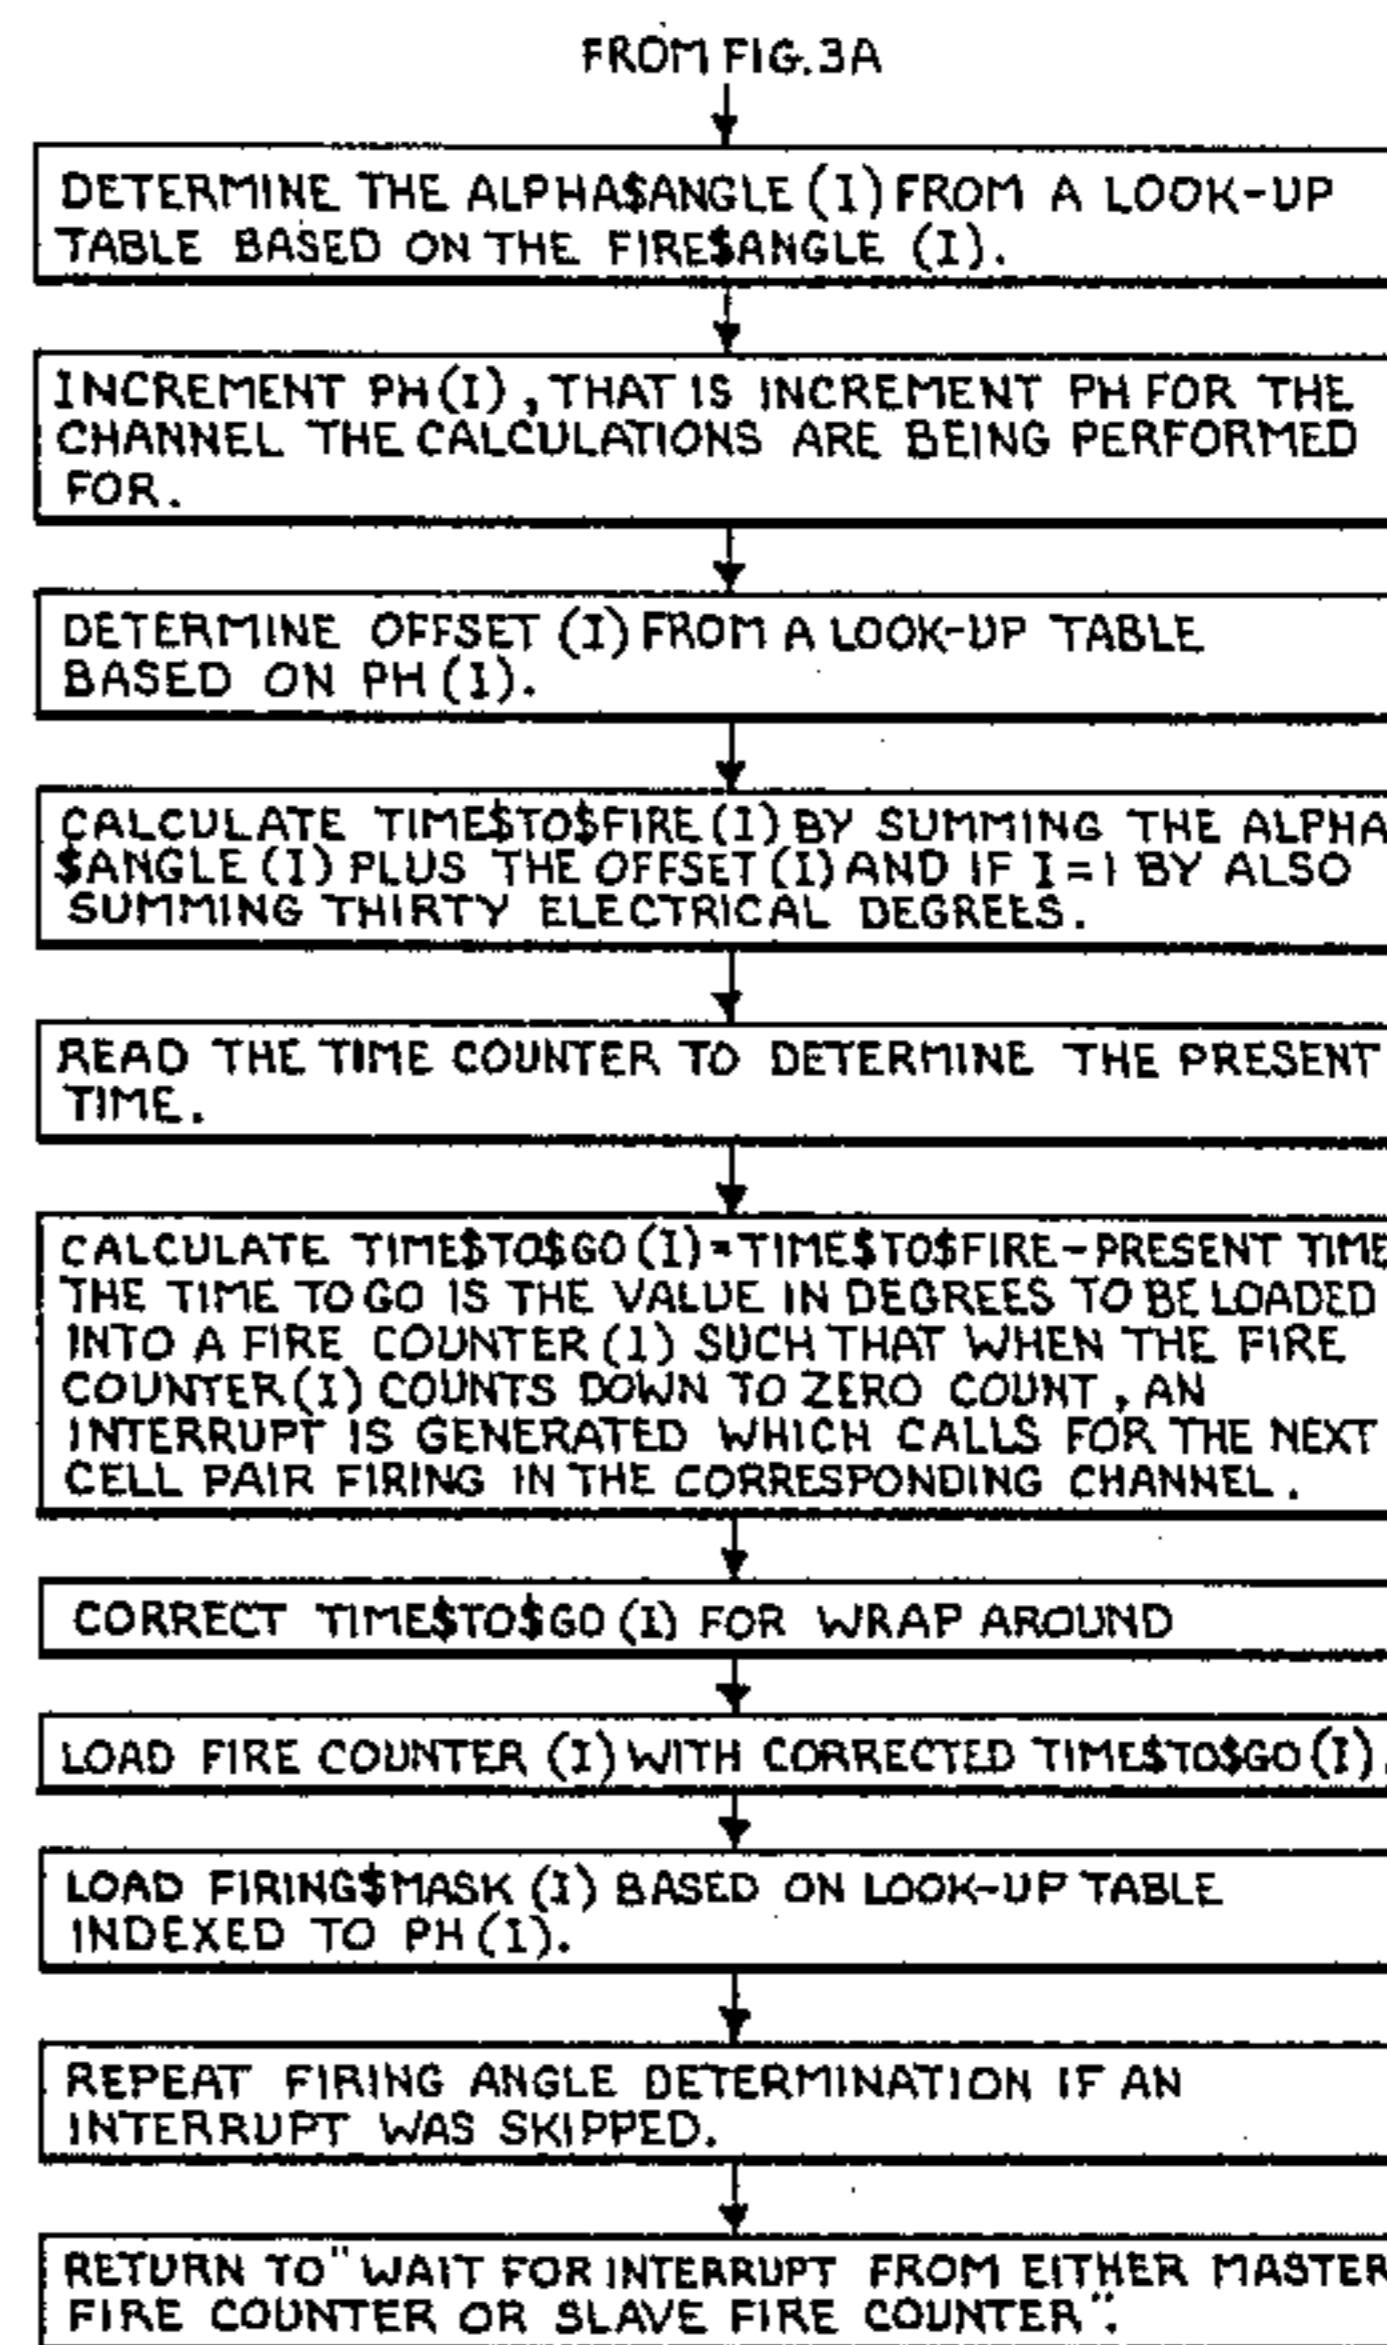 FROM FIG.3A
DETERMINE THE ALPHA$ANGLE (I) FROM A LOOK-UP
TABLE BASED ON THE FIRE$ANGLE (I).
INCREMENT PH(I), THAT IS INCREMENT PH FOR THE
CHANNEL THE CALCULATIONS ARE BEING PERFORMED
FOR.
DETERMINE OFFSET (I) FROM A LOOK-UP TABLE
BASED ON PH (I).
CALCULATE TIME$TO$FIRE (I) BY SUMMING THE ALPHA
$ANGLE (I) PLUS THE OFFSET (I) AND IF I=1 BY ALSO
SUMMING THIRTY ELECTRICAL DEGREES.
READ THE TIME COUNTER TO DETERMINE THE PRESENT
TIME.
CALCULATE TIME$TO$GO (I)=TIME$TO$FIRE-PRESENT TIME
THE TIME TO GO IS THE VALUE IN DEGREES TO BE LOADED
INTO A FIRE COUNTER (I) SUCH THAT WHEN THE FIRE
COUNTER (I) COUNTS DOWN TO ZERO COUNT, AN
INTERRUPT IS GENERATED WHICH CALLS FOR THE NEXT
CELL PAIR FIRING IN THE CORRESPONDING CHANNEL.
CORRECT TIME$TO$GO (I) FOR WRAP AROUND
LOAD FIRE COUNTER (I) WITH CORRECTED TIME$TO$GO (I).
LOAD FIRING$MASK (I) BASED ON LOOK-UP TABLE
INDEXED TO PH (I).
REPEAT FIRING ANGLE DETERMINATION IF AN
INTERRUPT WAS SKIPPED.
RETURN TO "WAIT FOR INTERRUPT FROM EITHER MASTER
FIRE COUNTER OR SLAVE FIRE COUNTER".